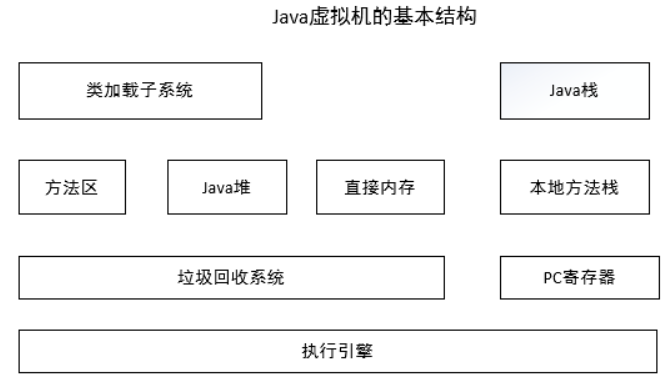 Java虚拟机的基本结构
类加载子系统
Java栈
方法区
Java堆
直接内存
本地方法栈
垃圾回收系统
PC寄存器
执行引擎